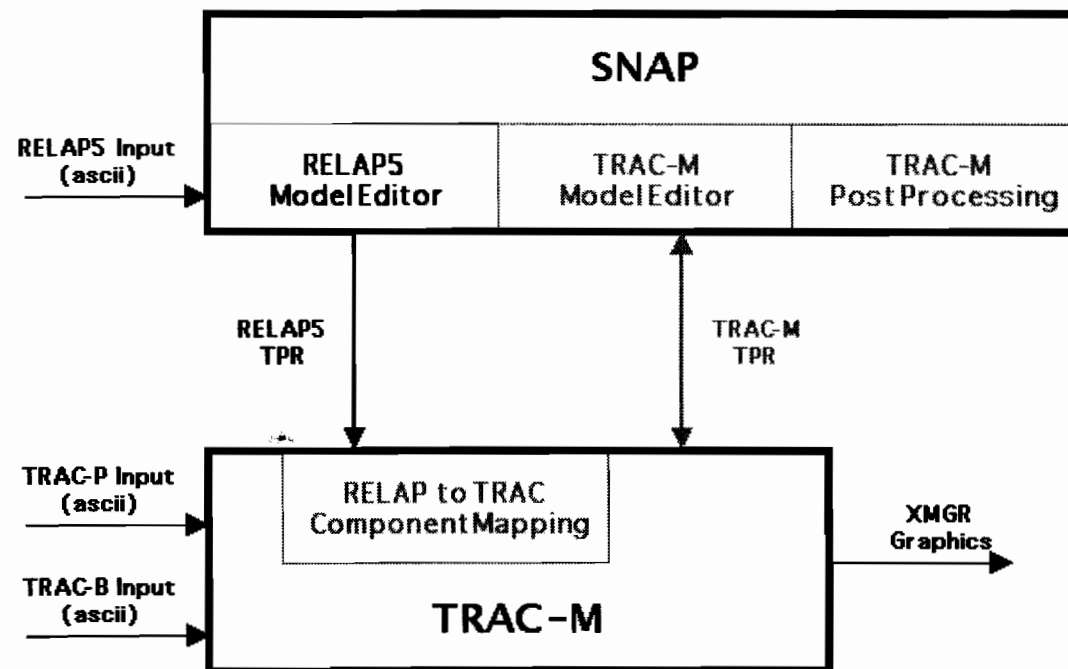 SNAP
RELAP5 Input
(ascii)
RELAP5
Model Editor
TRAC-M
Model Editor
TRAC-M
Post Processing
RELAP5
TPR
TRAC-M
TPR
TRAC-P Input
(ascii)
RELAP to TRAC
Component Mapping
XMGR
Graphics
TRAC-B Input
(ascii)
TRAC-M